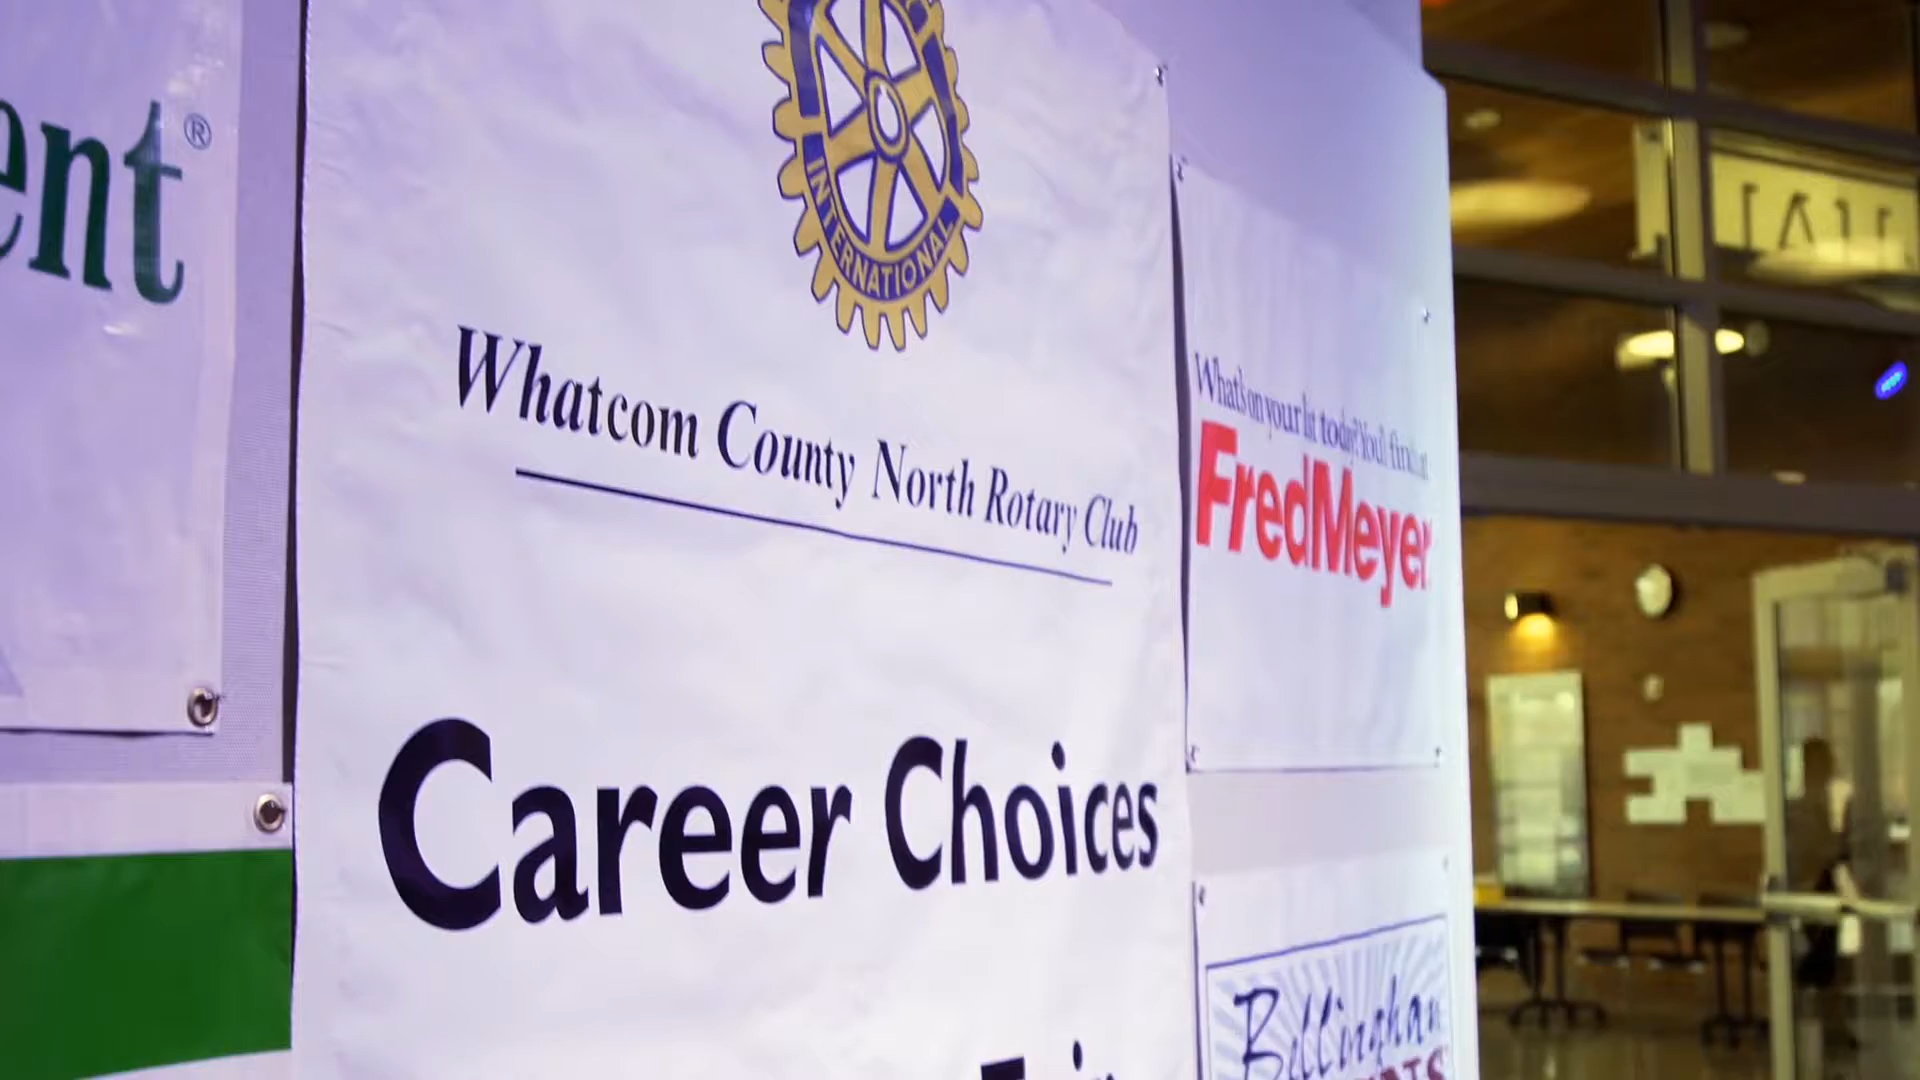 ent®
INTERNATIONAL
Whatcom County North Rotary Club
Career Choices
What's on your list today? You'll find it at
FredMeyer
Bellingham